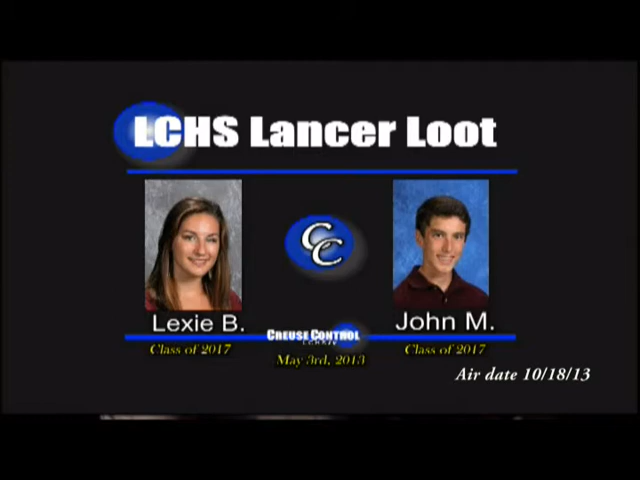 LCHS Lancer Loot
CC
Lexie B.
John M.
CREUSE CONTROL
Class of 2017
May 3rd, 2013
Class of 2017
Air date 10/18/13